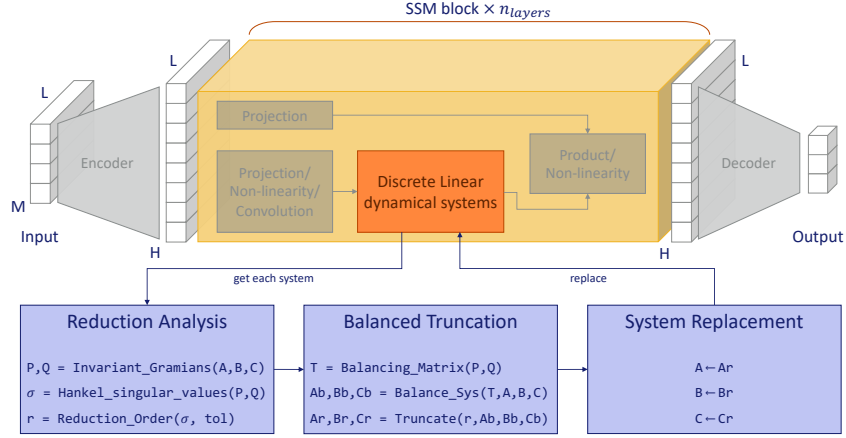 SSM block × n_layers
L
L
L
Projection
Encoder
Projection/
Non-linearity/
Convolution
Discrete Linear
dynamical systems
Product/
Non-linearity
Decoder
M
Input
H
H
Output
get each system
replace
Reduction Analysis
P,Q = Invariant_Gramians(A,B,C)
σ = Hankel_singular_values(P,Q)
r = Reduction_Order(σ, tol)
Balanced Truncation
T = Balancing_Matrix(P,Q)
Ab,Bb,Cb = Balance_Sys(T,A,B,C)
Ar,Br,Cr = Truncate(r,Ab,Bb,Cb)
System Replacement
A←Ar
B←Br
C←Cr